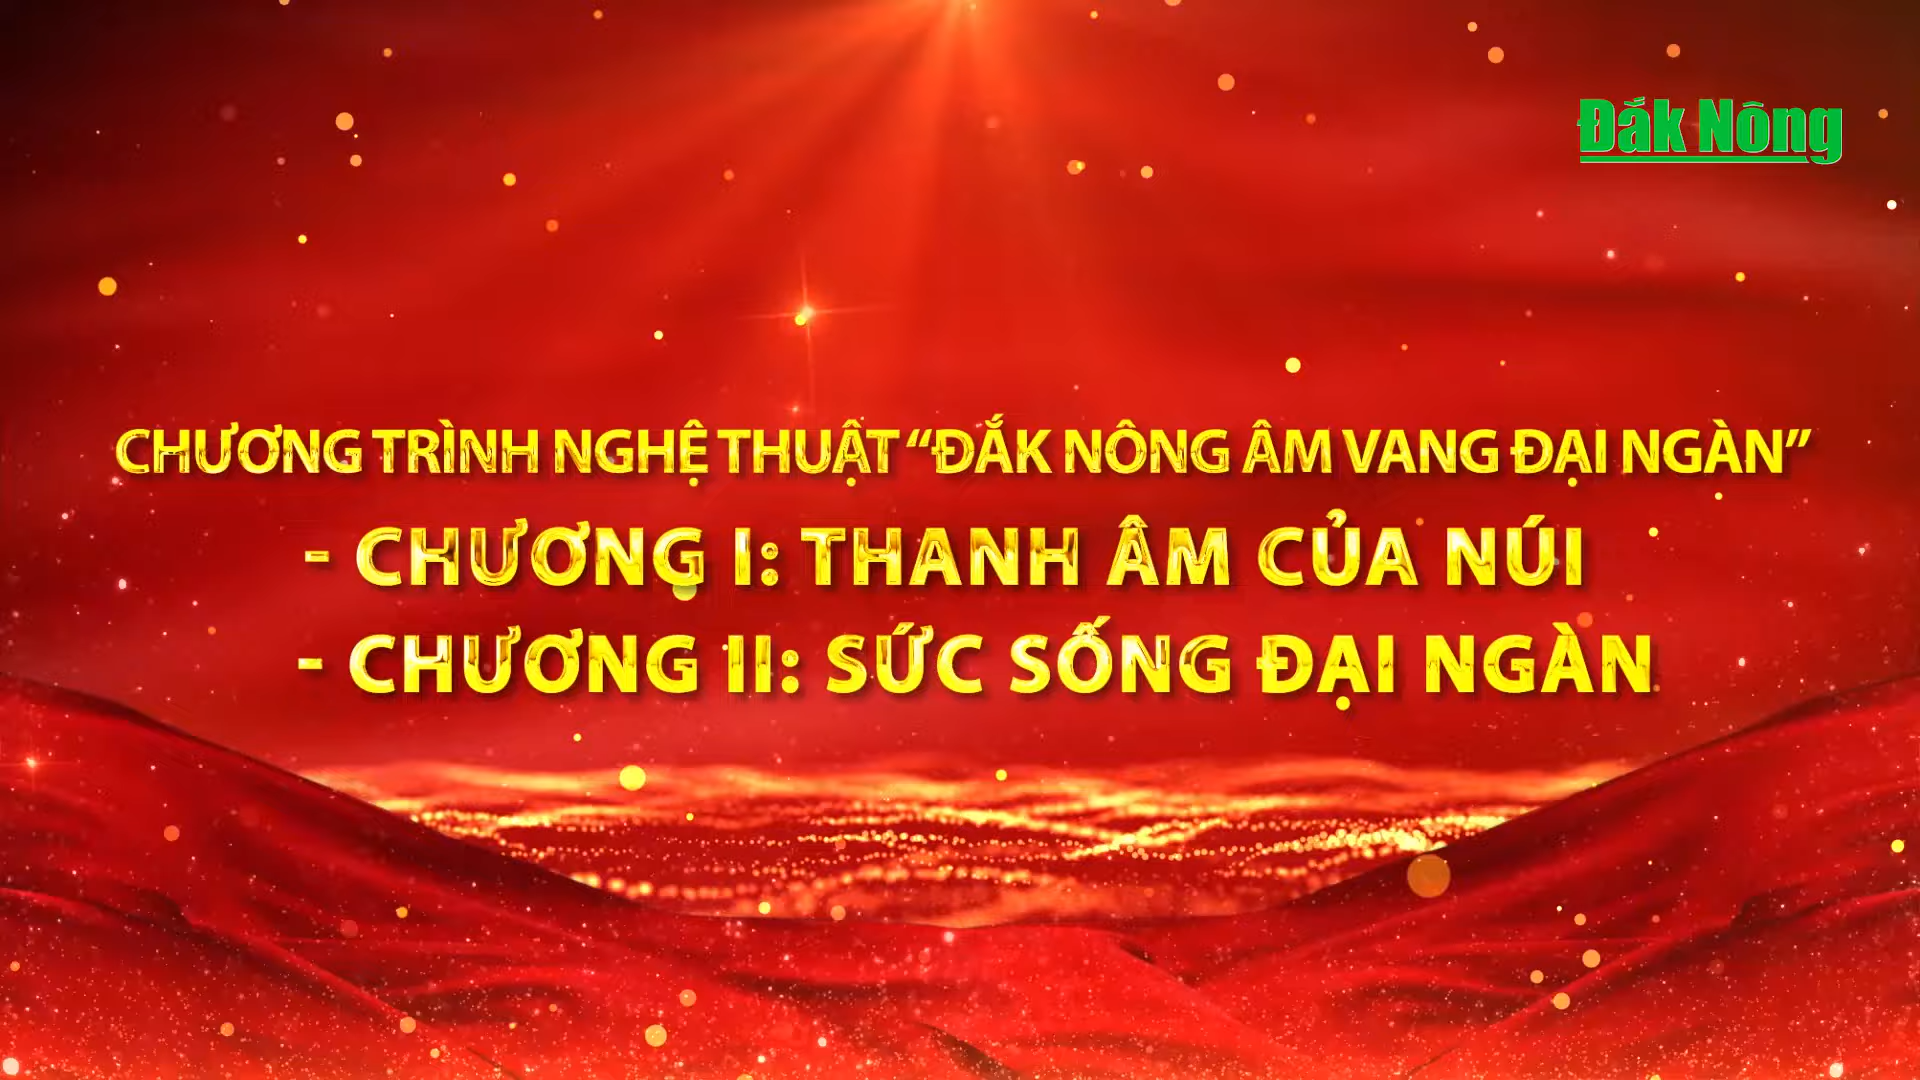 Đắk Nông
CHƯƠNG TRÌNH NGHỆ THUẬT “ĐẮK NÔNG ÂM VANG ĐẠI NGÀN”
- CHƯƠNG I: THANH ÂM CỦA NÚI
- CHƯƠNG II: SỨC SỐNG ĐẠI NGÀN